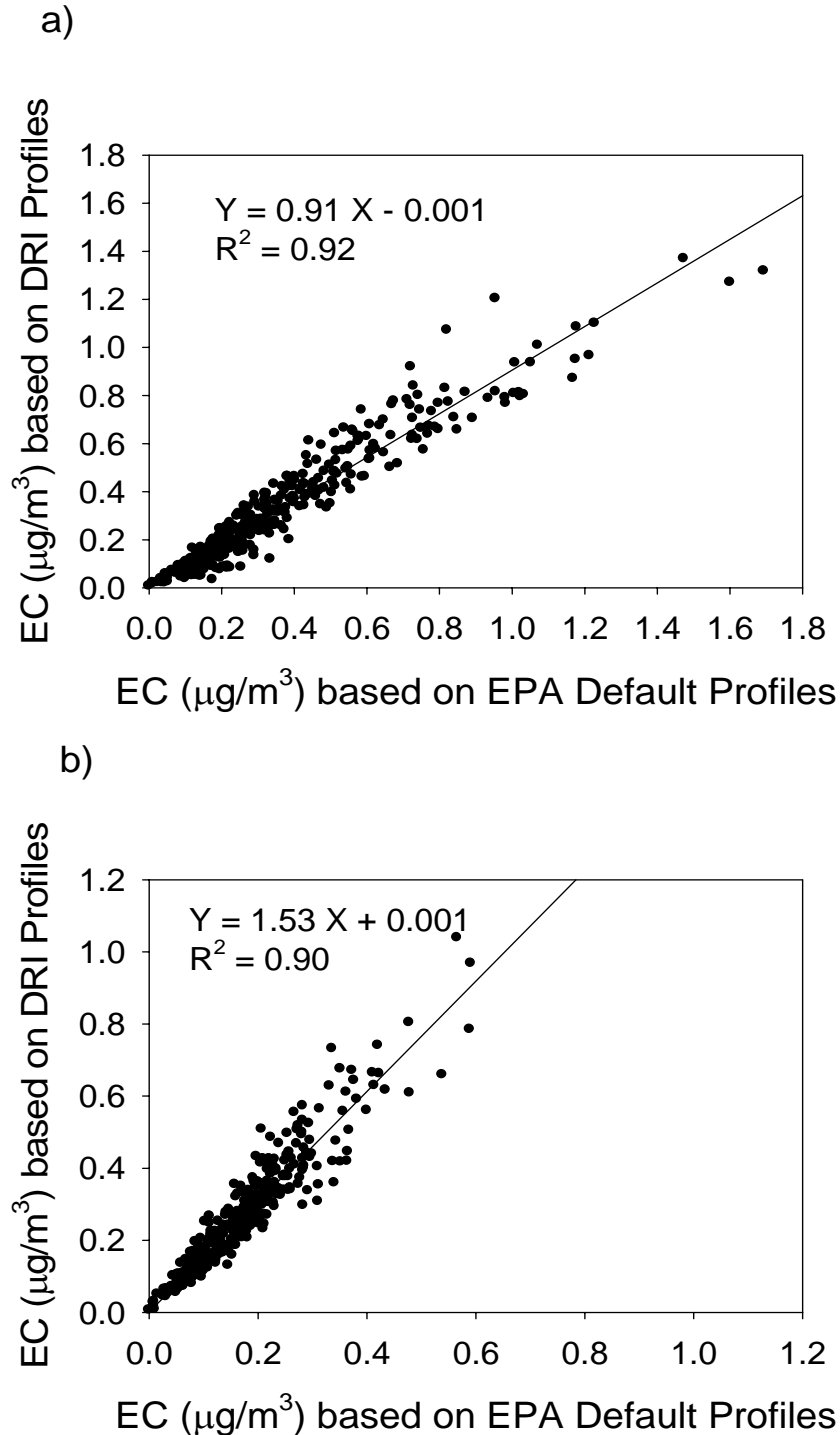 a)
EC (μg/m³) based on DRI Profiles
1.8
1.6
1.4
1.2
1.0
0.8
0.6
0.4
0.2
0.0
Y = 0.91 X - 0.001
R² = 0.92
0.0 0.2 0.4 0.6 0.8 1.0 1.2 1.4 1.6 1.8
EC (μg/m³) based on EPA Default Profiles
b)
EC (μg/m³) based on DRI Profiles
1.2
1.0
0.8
0.6
0.4
0.2
0.0
Y = 1.53 X + 0.001
R² = 0.90
0.0 0.2 0.4 0.6 0.8 1.0 1.2
EC (μg/m³) based on EPA Default Profiles